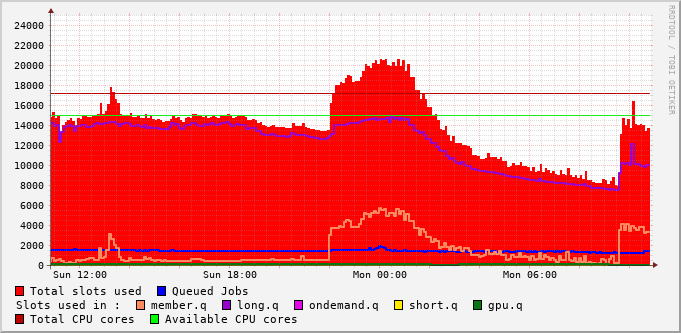 RRDTOOL / TOBI OETIKER
24000
22000
20000
18000
16000
14000
12000
10000
8000
6000
4000
2000
0
Sun 12:00 Sun 18:00 Mon 00:00 Mon 06:00
Total slots used Queued Jobs
Slots used in : member.q long.q ondemand.q short.q gpu.q
Total CPU cores Available CPU cores